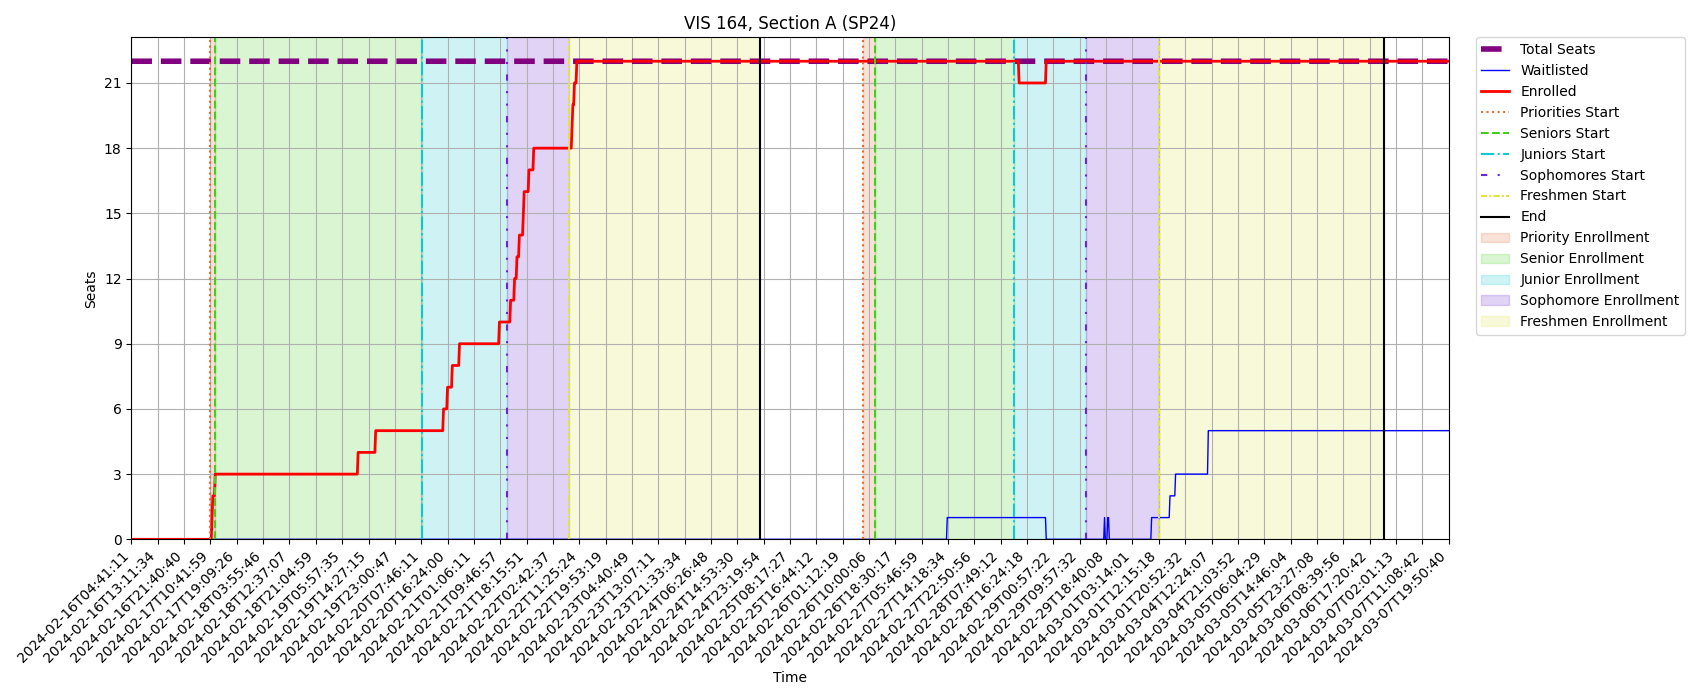 VIS 164, Section A (SP24)
Seats
21
18
15
12
9
6
3
0
2024-02-16T04:41:11
2024-02-16T13:11:34
2024-02-16T21:40:40
2024-02-17T10:41:59
2024-02-17T19:09:26
2024-02-18T03:55:46
2024-02-18T12:37:07
2024-02-18T21:04:59
2024-02-19T05:57:35
2024-02-19T14:27:15
2024-02-19T23:00:47
2024-02-20T07:46:11
2024-02-20T16:24:00
2024-02-21T01:06:11
2024-02-21T09:46:57
2024-02-21T18:15:51
2024-02-22T02:42:37
2024-02-22T11:25:24
2024-02-22T19:53:19
2024-02-23T04:40:49
2024-02-23T13:07:11
2024-02-23T21:33:34
2024-02-24T06:26:48
2024-02-24T14:53:30
2024-02-24T23:19:54
2024-02-25T08:17:27
2024-02-25T16:44:12
2024-02-26T01:12:19
2024-02-26T10:00:06
2024-02-26T18:30:17
2024-02-27T05:46:59
2024-02-27T14:18:34
2024-02-27T22:50:56
2024-02-28T07:49:12
2024-02-28T16:24:18
2024-02-29T00:57:22
2024-02-29T09:57:32
2024-02-29T18:40:08
2024-03-01T03:14:01
2024-03-01T12:15:18
2024-03-01T20:52:32
2024-03-04T12:24:07
2024-03-04T21:03:52
2024-03-05T06:04:29
2024-03-05T14:46:04
2024-03-05T23:27:08
2024-03-06T08:39:56
2024-03-06T17:20:42
2024-03-07T02:01:13
2024-03-07T11:08:42
2024-03-07T19:50:40
Time
Total Seats
Waitlisted
Enrolled
Priorities Start
Seniors Start
Juniors Start
Sophomores Start
Freshmen Start
End
Priority Enrollment
Senior Enrollment
Junior Enrollment
Sophomore Enrollment
Freshmen Enrollment